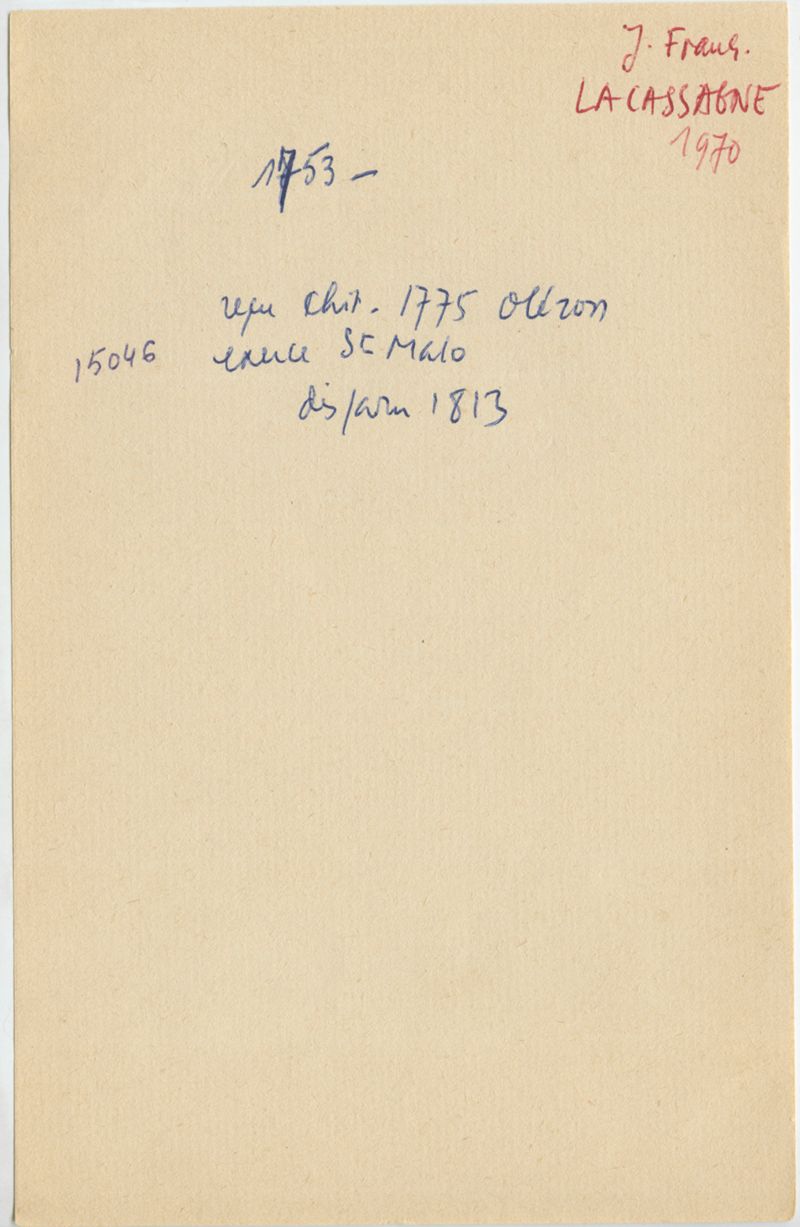 J. Franç.
LACASSAGNE
1970
1753 –
reçu Chir. 1775 Oléron
15046 exerce St Malo
disparu 1813